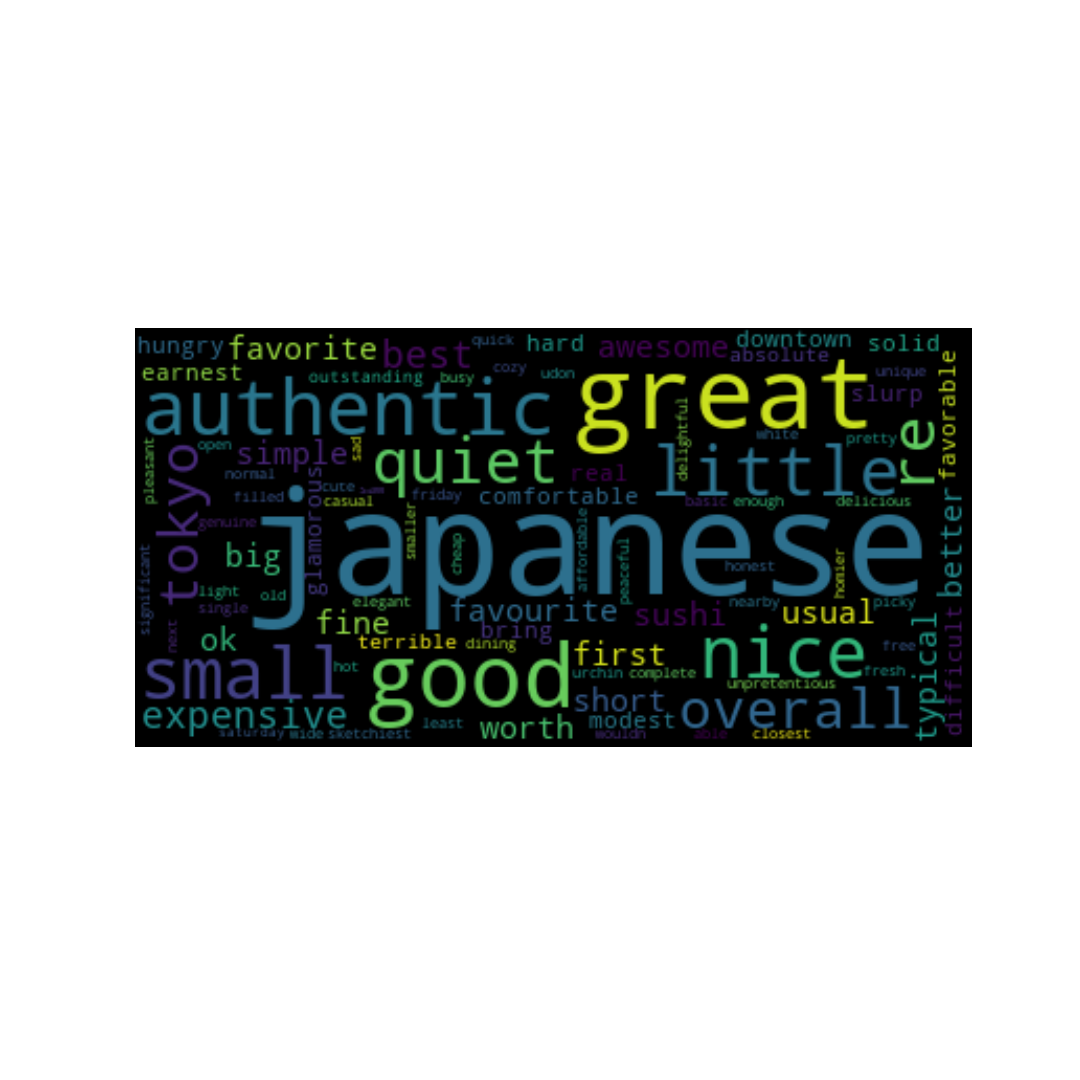 hungry
favorite
best
quick
hard
awesome
downtown
solid
absolute
earnest
outstanding
busy
cozy
udon
great
unique
slurp
favorable
authentic
delightful
white
pretty
re
pleasant
open
tokyo
simple
sad
quiet
real
little
normal
glamorous
cute
saw
friday
comfortable
basic
enough
delicious
filled
casual
better
genuine
japanese
smaller
cheap
affordable
peaceful
honest
homier
big
significant
light
old
single
elegant
favourite
sushi
nearby
usual
picky
next
ok
fine
bring
terrible
dining
first
nice
free
typical
difficult
small
hot
good
urchin
complete
unpretentious
fresh
expensive
short
overall
least
worth
modest
saturday
wide
sketchiest
wouldn
able
closest